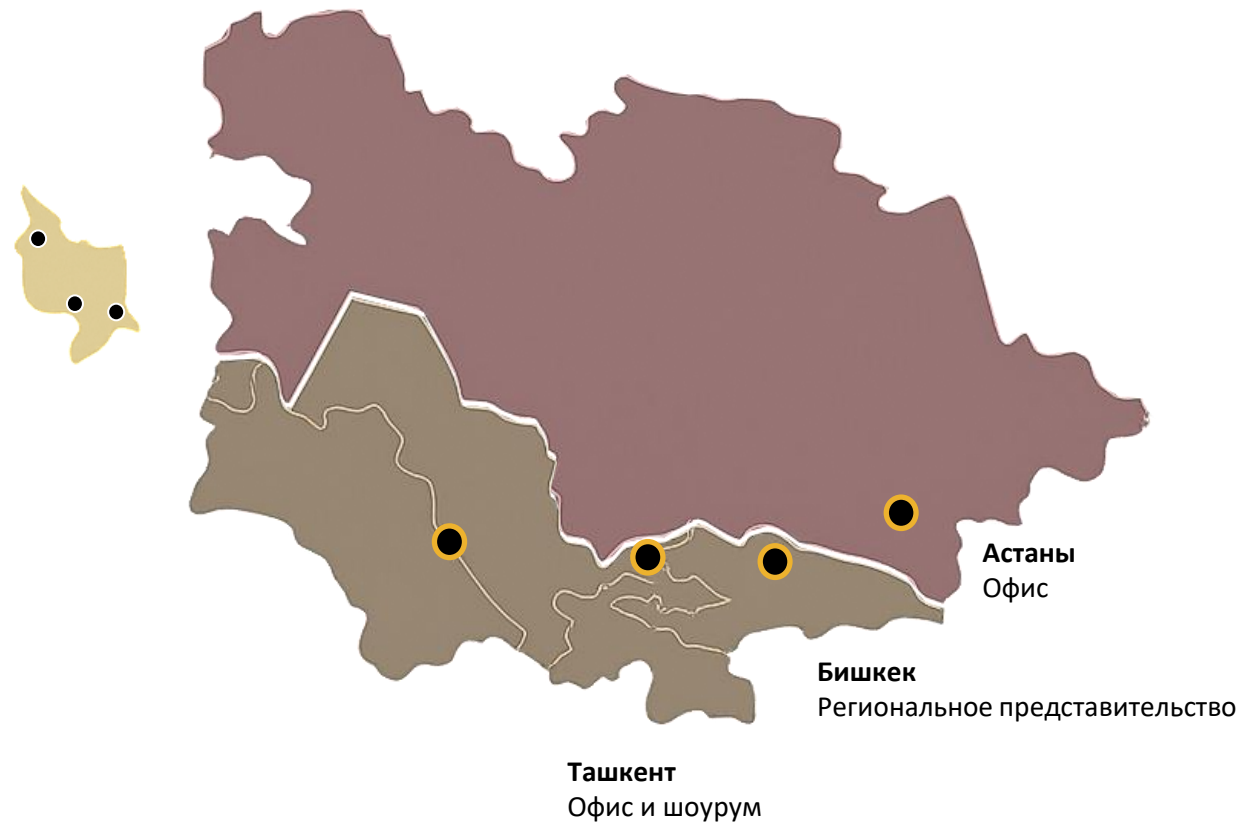 Астаны
Офис
Бишкек
Региональное представительство
Ташкент
Офис и шоурум